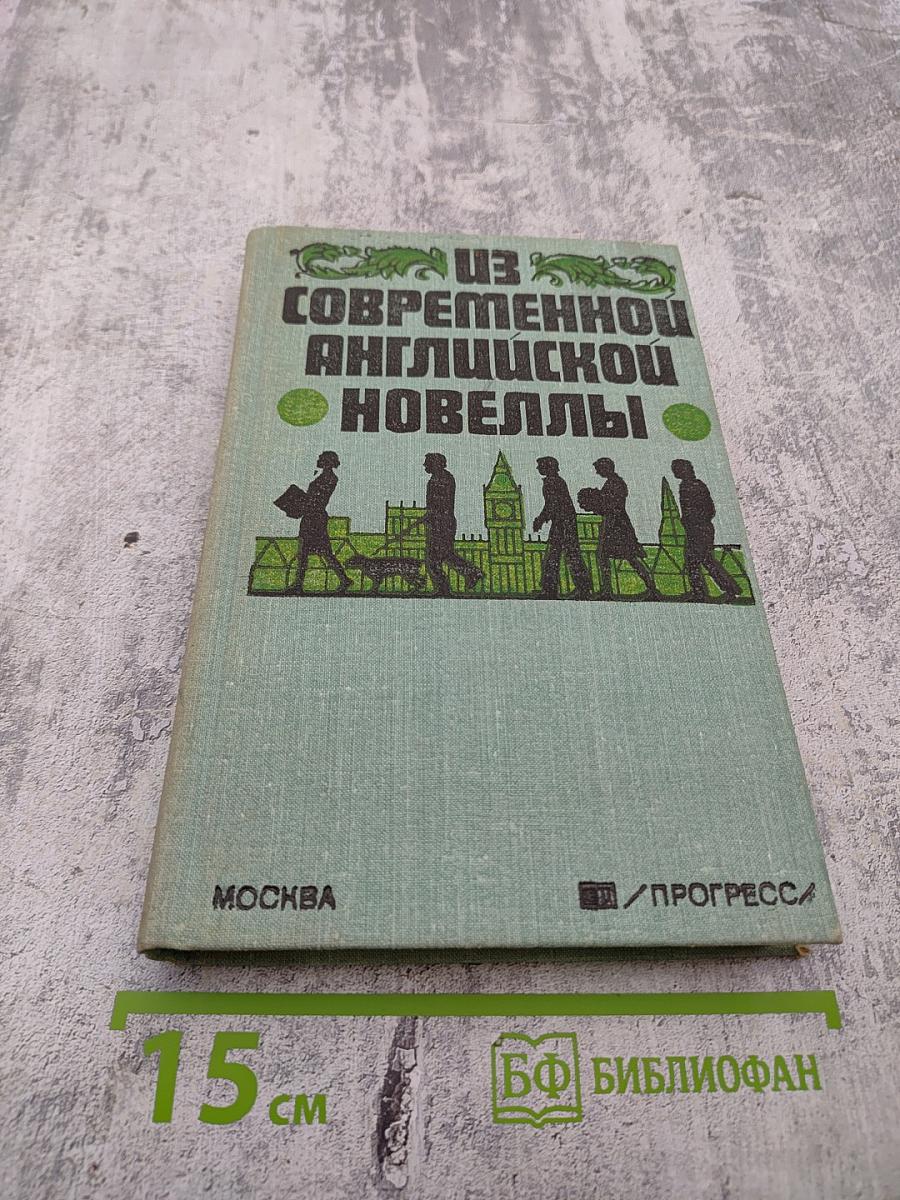 ИЗ
СОВРЕМЕННОЙ
АНГЛИЙСКОЙ
НОВЕЛЛЫ
МОСКВА
/ПРОГРЕСС/
15 см
БФ БИБЛИОФАН